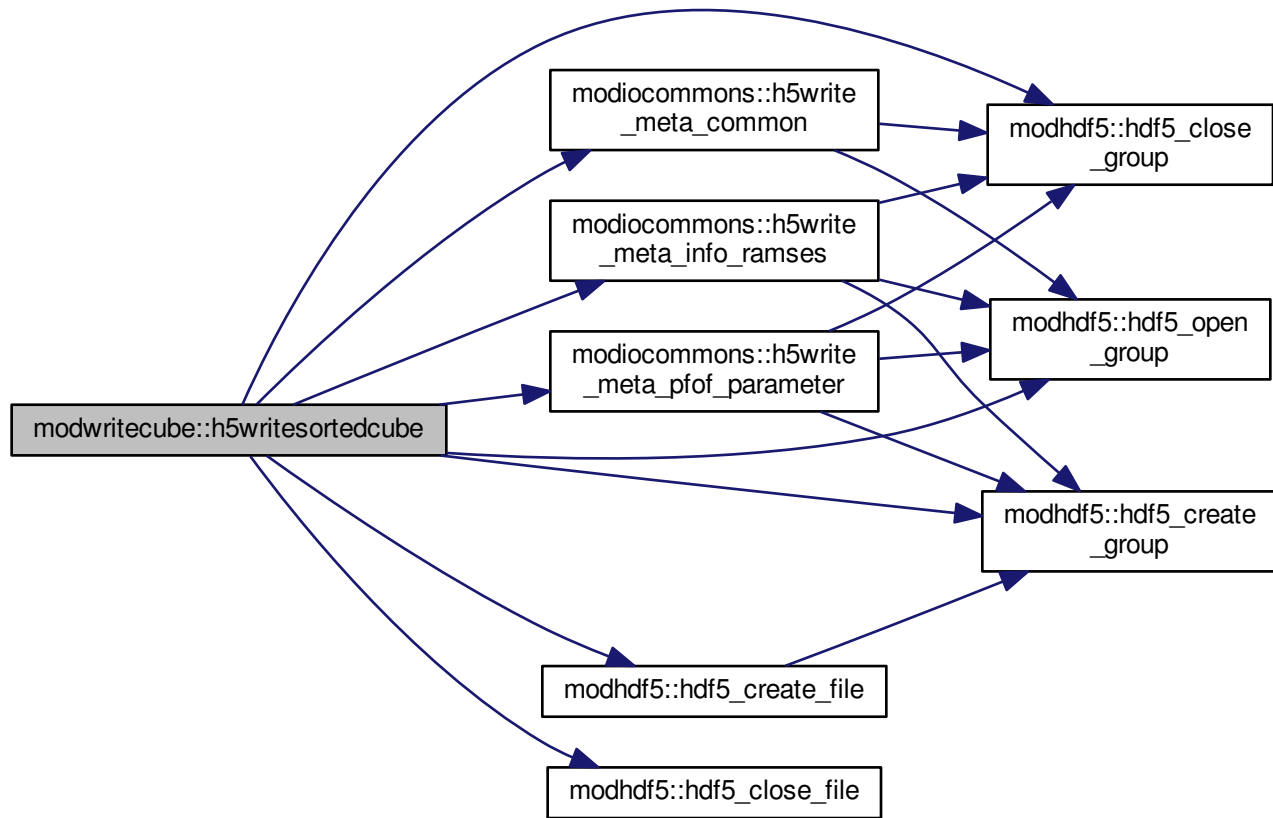 modwritecube::h5writesortedcube
modiocommons::h5write
_meta_common
modiocommons::h5write
_meta_info_ramses
modiocommons::h5write
_meta_pfof_parameter
modhdf5::hdf5_create_file
modhdf5::hdf5_close_file
modhdf5::hdf5_close
_group
modhdf5::hdf5_open
_group
modhdf5::hdf5_create
_group